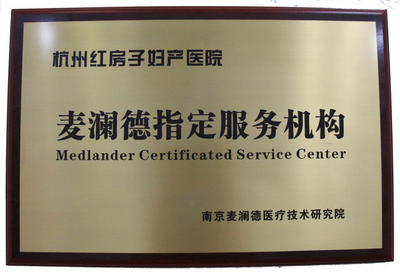 杭州红房子妇产医院
麦澜德指定服务机构
Medlander Certificated Service Center
南京麦澜德医疗技术研究院